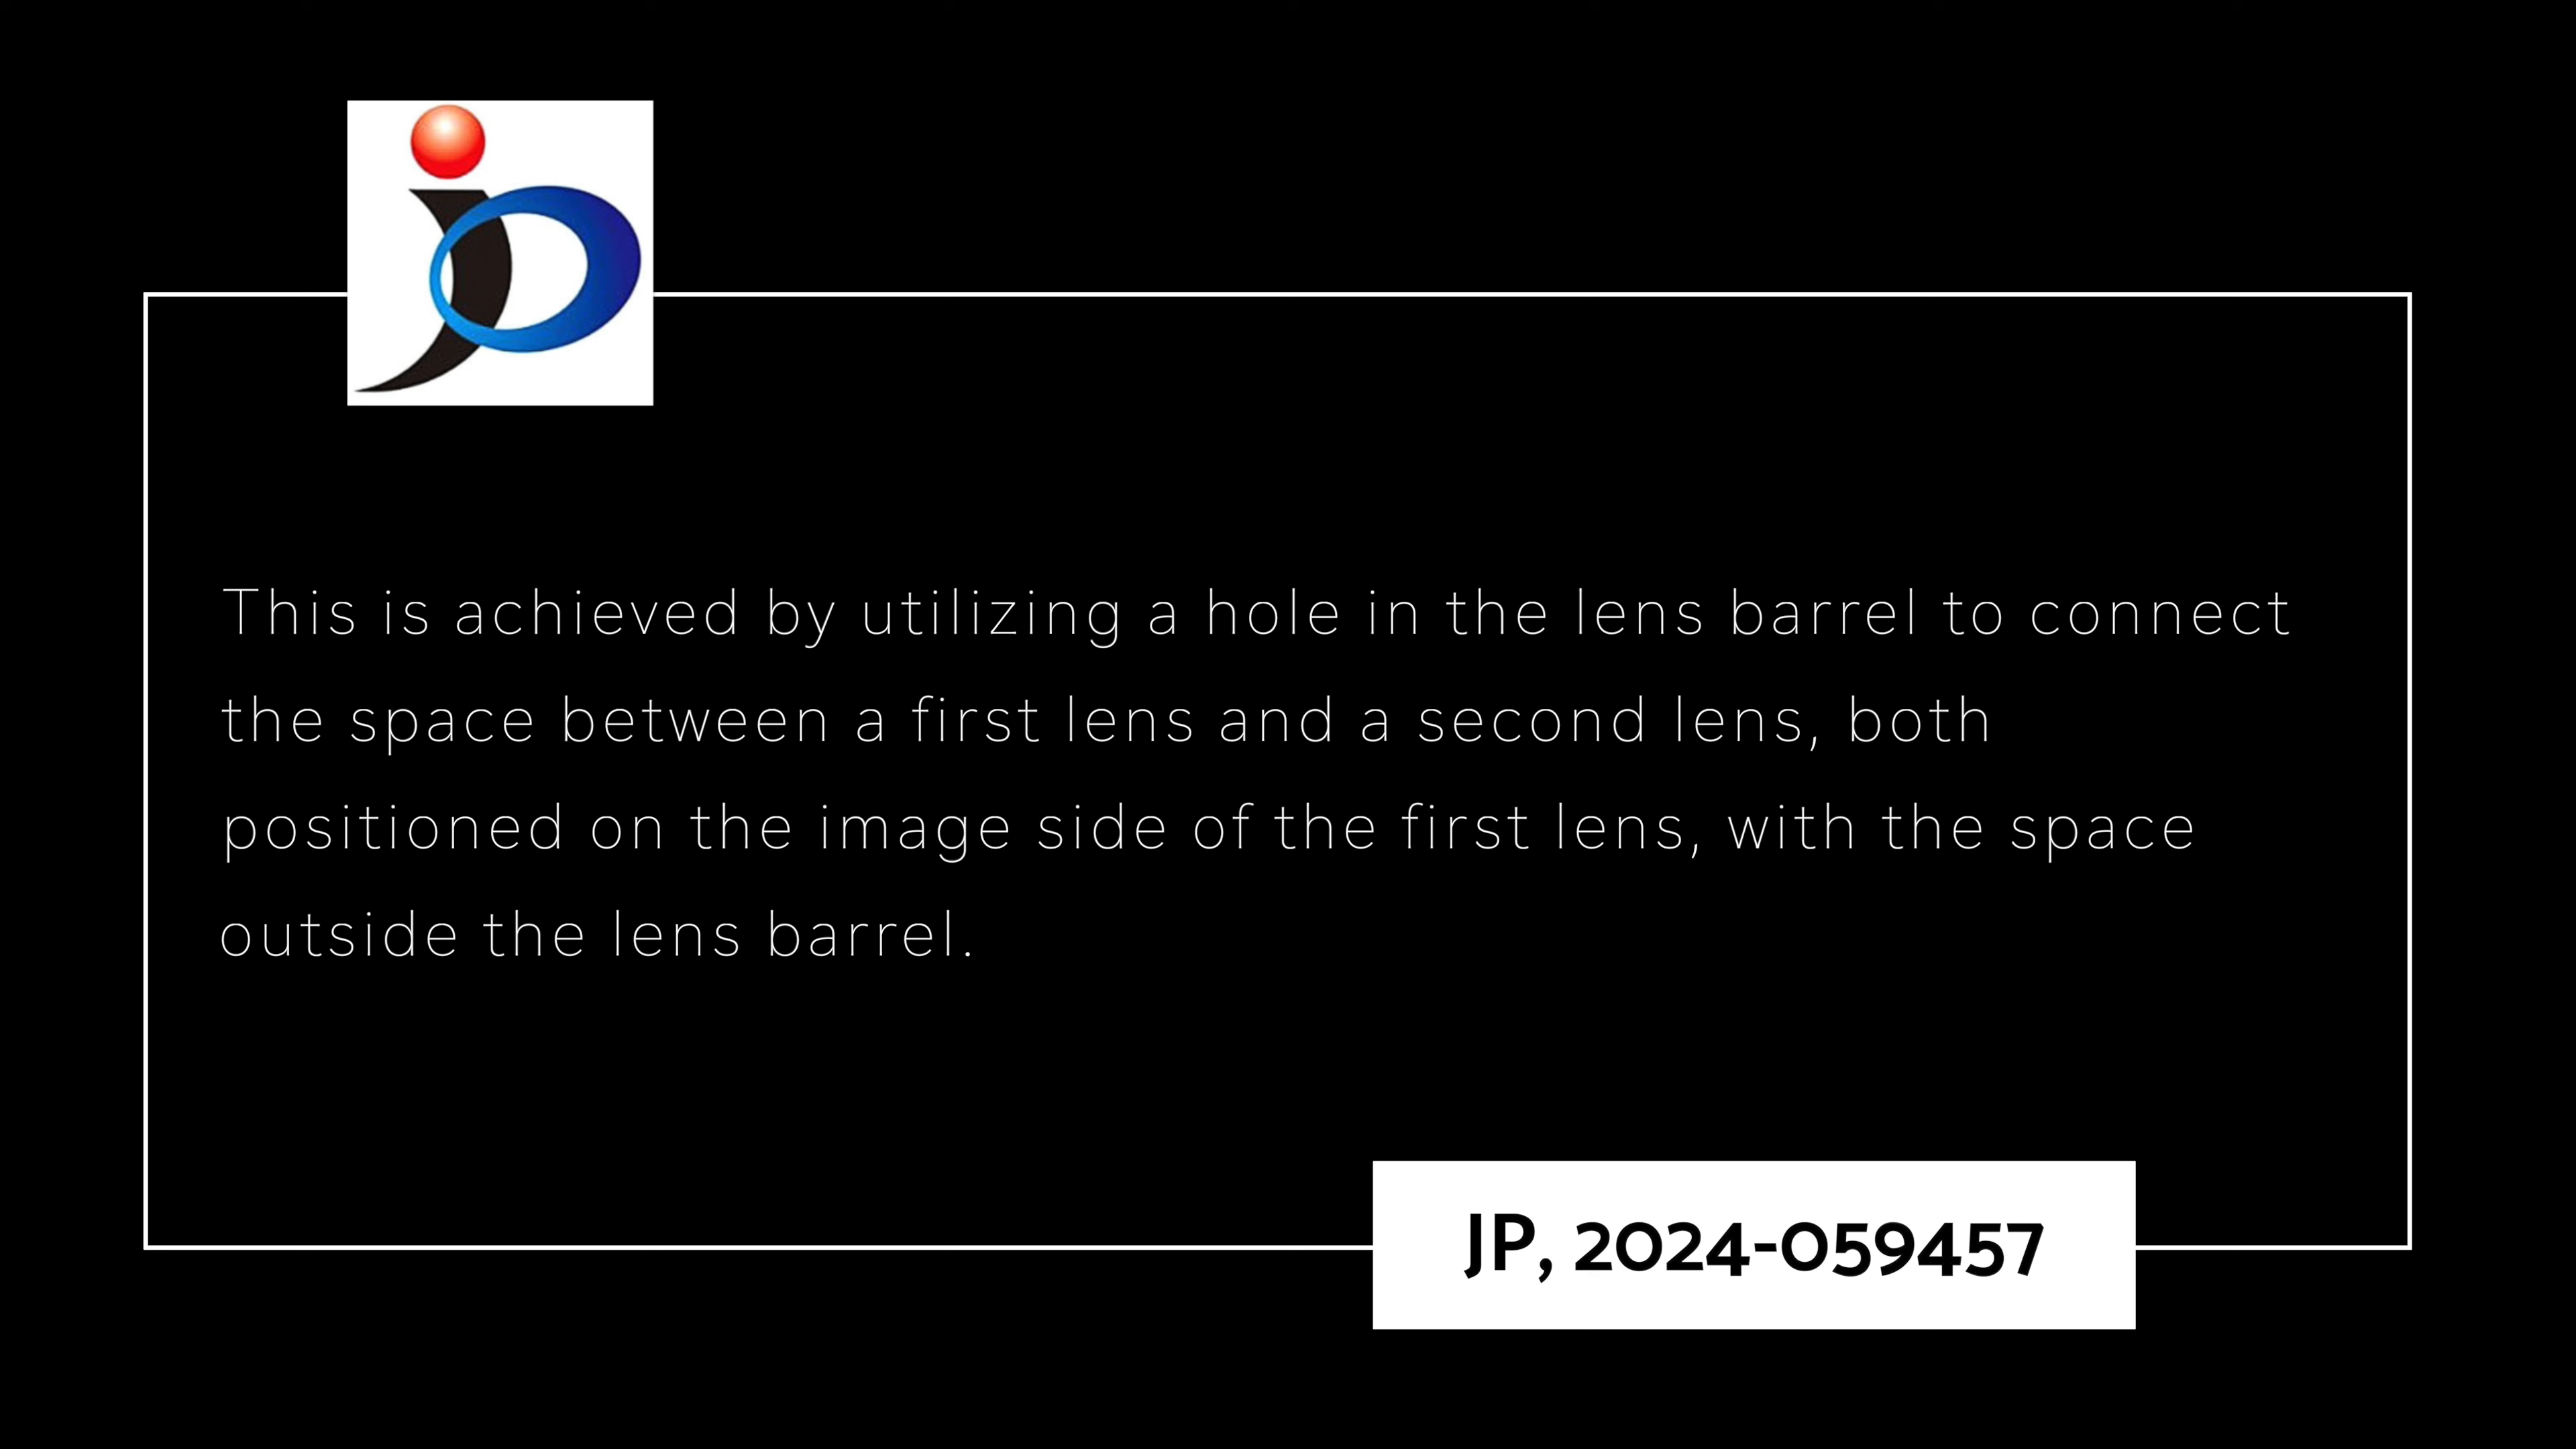 This is achieved by utilizing a hole in the lens barrel to connect
the space between a first lens and a second lens, both
positioned on the image side of the first lens, with the space
outside the lens barrel.
JP, 2024-059457